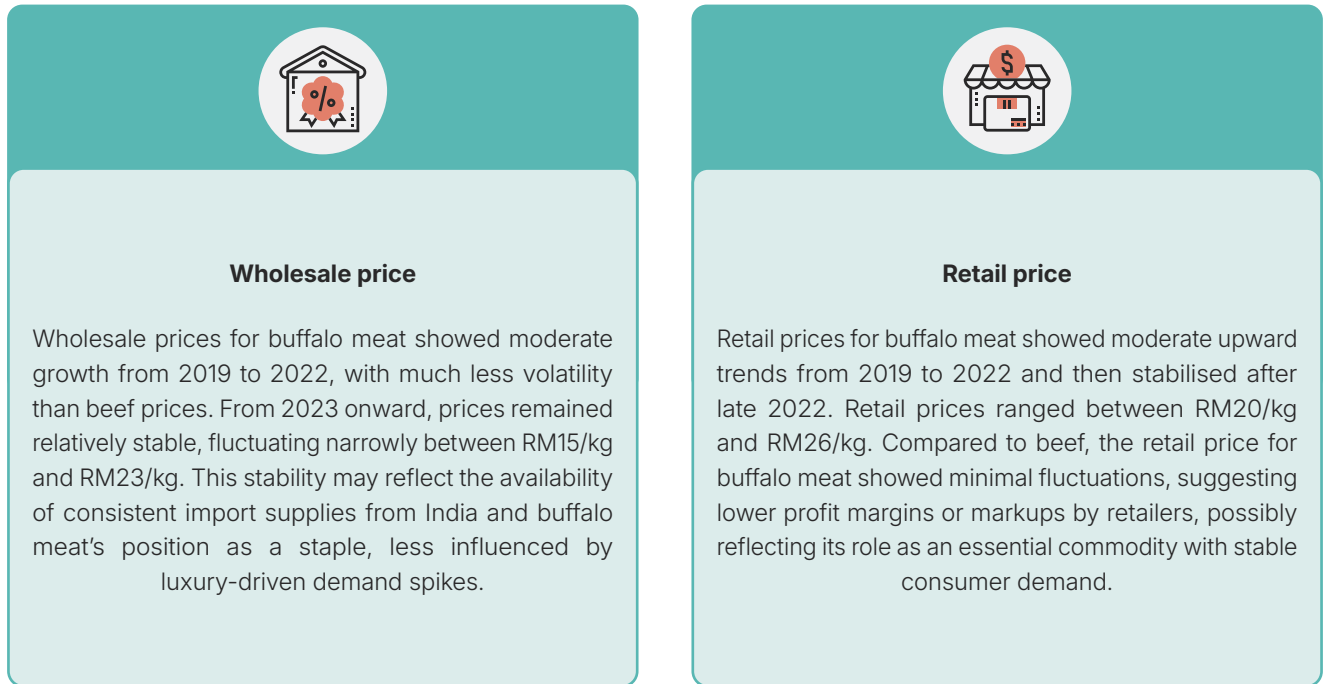 %
$
Wholesale price
Wholesale prices for buffalo meat showed moderate
growth from 2019 to 2022, with much less volatility
than beef prices. From 2023 onward, prices remained
relatively stable, fluctuating narrowly between RM15/kg
and RM23/kg. This stability may reflect the availability
of consistent import supplies from India and buffalo
meat’s position as a staple, less influenced by
luxury-driven demand spikes.
Retail price
Retail prices for buffalo meat showed moderate upward
trends from 2019 to 2022 and then stabilised after
late 2022. Retail prices ranged between RM20/kg
and RM26/kg. Compared to beef, the retail price for
buffalo meat showed minimal fluctuations, suggesting
lower profit margins or markups by retailers, possibly
reflecting its role as an essential commodity with stable
consumer demand.